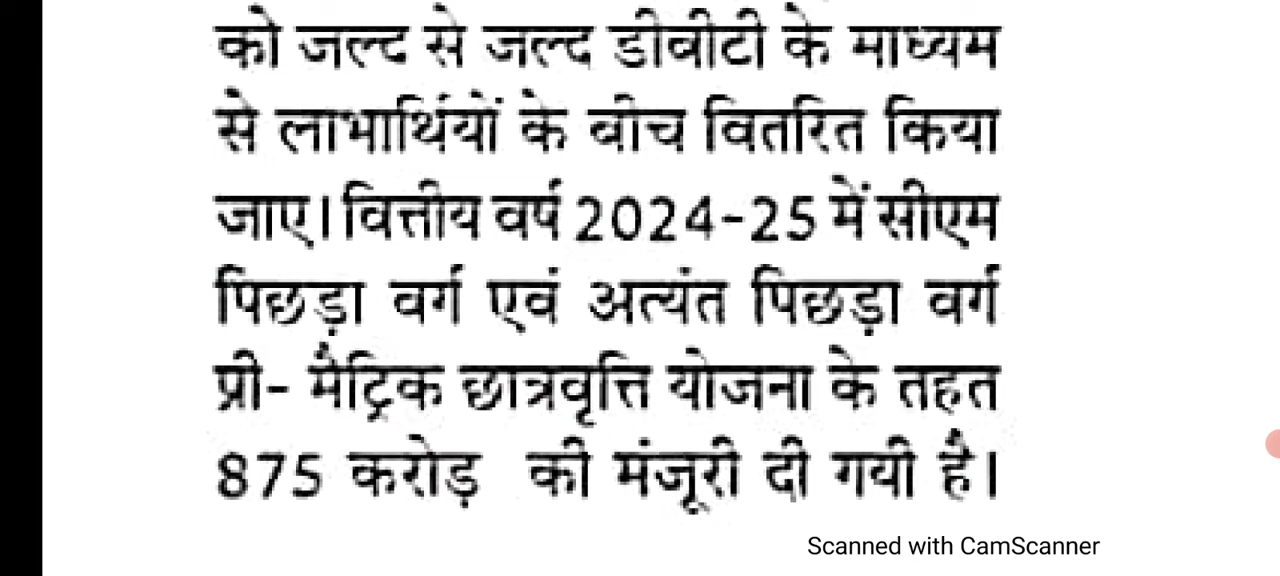 को जल्द से जल्द डीबीटी के माध्यम
से लाभार्थियों के बीच वितरित किया
जाए। वित्तीय वर्ष 2024-25 में सीएम
पिछड़ा वर्ग एवं अत्यंत पिछड़ा वर्ग
प्री- मैट्रिक छात्रवृत्ति योजना के तहत
875 करोड़ की मंजूरी दी गयी है।
Scanned with CamScanner